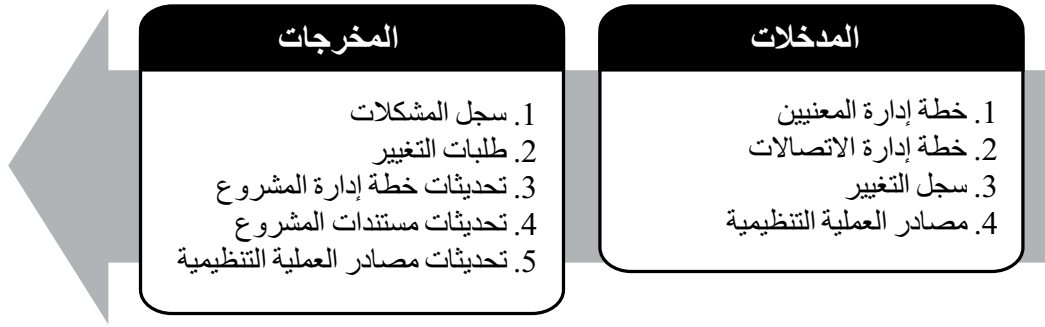 المدخلات
1. خطة إدارة المعنيين
2. خطة إدارة الاتصالات
3. سجل التغيير
4. مصادر العملية التنظيمية
المخرجات
1. سجل المشكلات
2. طلبات التغيير
3. تحديثات خطة إدارة المشروع
4. تحديثات مستندات المشروع
5. تحديثات مصادر العملية التنظيمية